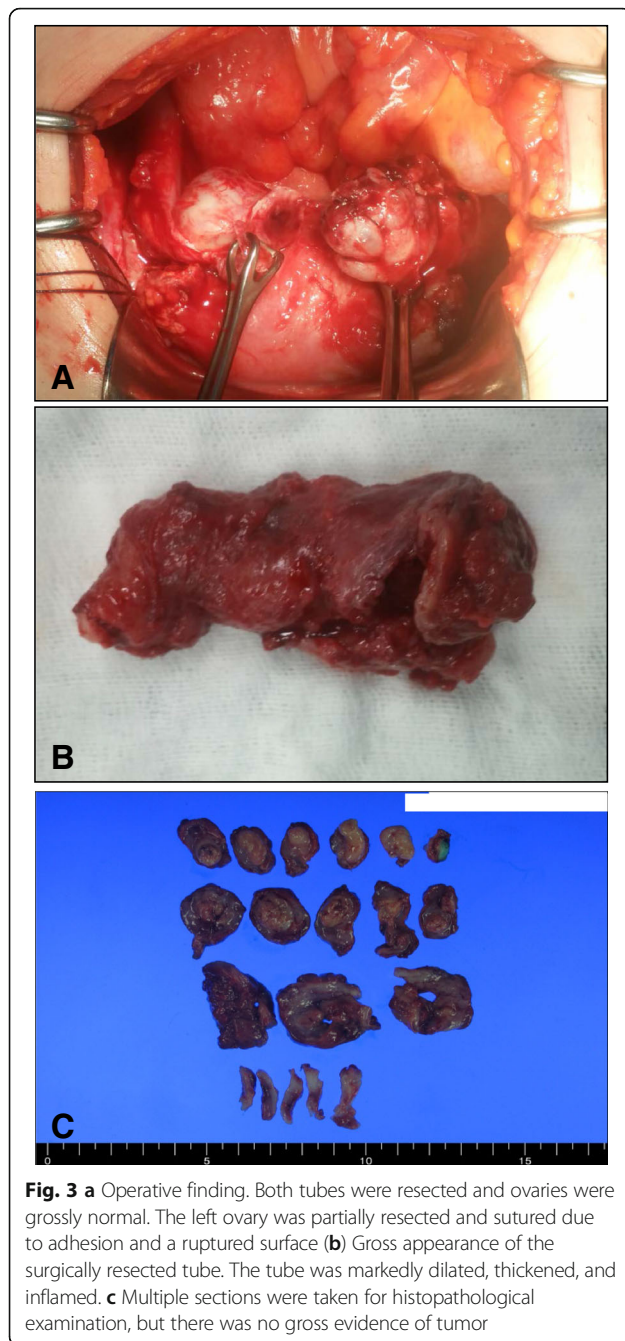 A
B
C
0 5 10 15
Fig. 3 a Operative finding. Both tubes were resected and ovaries were
grossly normal. The left ovary was partially resected and sutured due
to adhesion and a ruptured surface (b) Gross appearance of the
surgically resected tube. The tube was markedly dilated, thickened, and
inflamed. c Multiple sections were taken for histopathological
examination, but there was no gross evidence of tumor